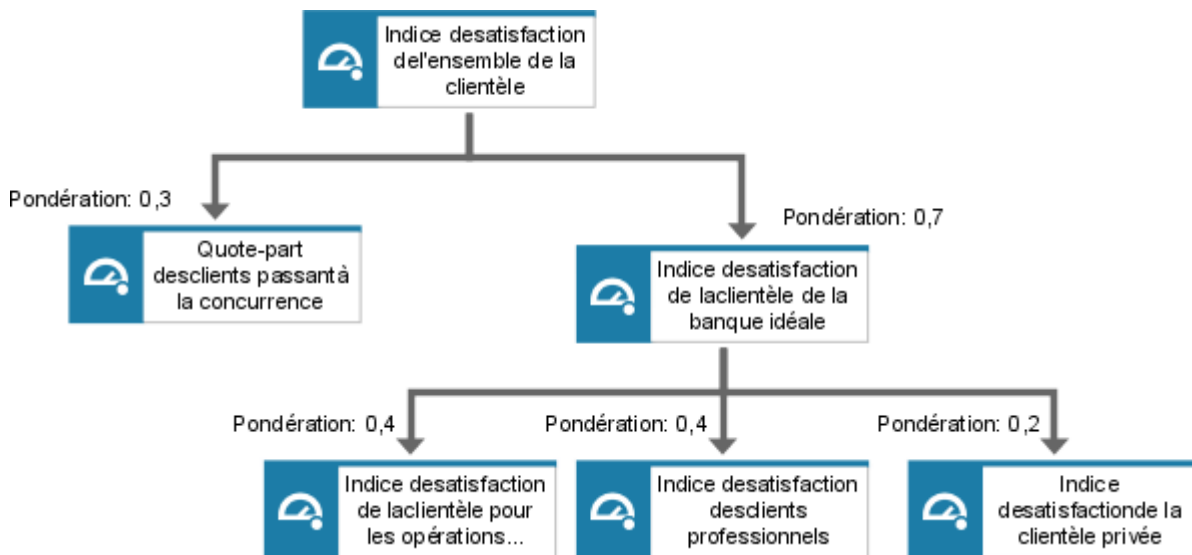 Indice desatisfaction
del'ensemble de la
clientèle
Pondération: 0,3
Pondération: 0,7
Quote-part
desclients passantà
la concurrence
Indice desatisfaction
de laclientèle de la
banque idéale
Pondération: 0,4
Pondération: 0,4
Pondération: 0,2
Indice desatisfaction
de laclientèle pour
les opérations...
Indice desatisfaction
desclients
professionnels
Indice
desatisfactionde la
clientèle privée